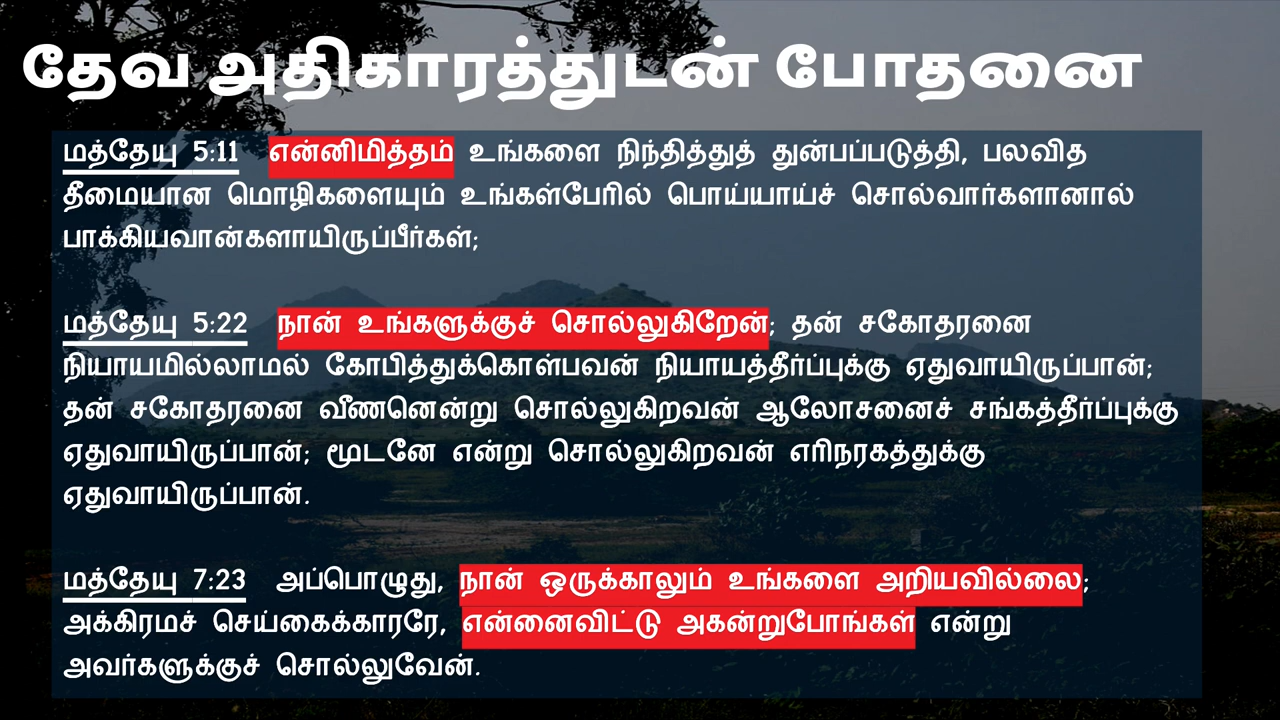 தேவ அதிகாரத்துடன் போதனை
மத்தேயு 5:11 என்னிமித்தம் உங்களை நிந்தித்துத் துன்பப்படுத்தி, பலவித
தீமையான மொழிகளையும் உங்கள்பேரில் பொய்யாய்ச் சொல்வார்களானால்
பாக்கியவான்களாயிருப்பீர்கள்;
மத்தேயு 5:22 நான் உங்களுக்குச் சொல்லுகிறேன்; தன் சகோதரனை
நியாயமில்லாமல் கோபித்துக்கொள்பவன் நியாயத்தீர்ப்புக்கு ஏதுவாயிருப்பான்;
தன் சகோதரனை வீணனென்று சொல்லுகிறவன் ஆலோசனைச் சங்கத்தீர்ப்புக்கு
ஏதுவாயிருப்பான்; மூடனே என்று சொல்லுகிறவன் எரிநரகத்துக்கு
ஏதுவாயிருப்பான்.
மத்தேயு 7:23 அப்பொழுது, நான் ஒருக்காலும் உங்களை அறியவில்லை;
அக்கிரமச் செய்கைக்காரரே, என்னைவிட்டு அகன்றுபோங்கள் என்று
அவர்களுக்குச் சொல்லுவேன்.